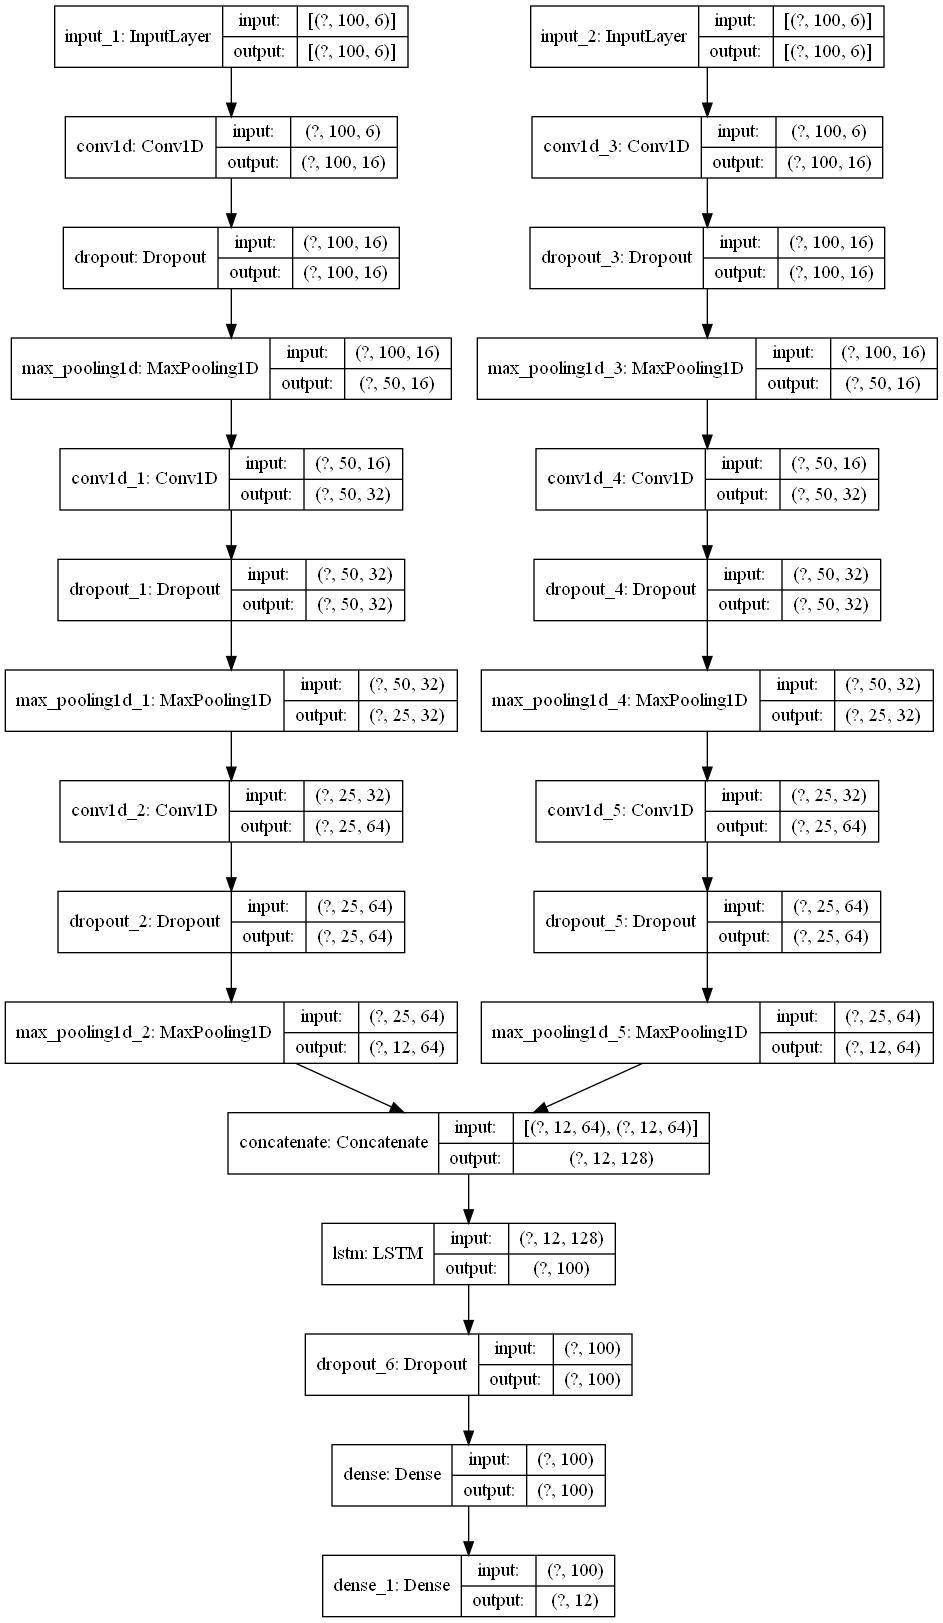 input_1: InputLayer
input: [(?, 100, 6)]
output: [(?, 100, 6)]
input_2: InputLayer
input: [(?, 100, 6)]
output: [(?, 100, 6)]
conv1d: Conv1D
input: (?, 100, 6)
output: (?, 100, 16)
conv1d_3: Conv1D
input: (?, 100, 6)
output: (?, 100, 16)
dropout: Dropout
input: (?, 100, 16)
output: (?, 100, 16)
dropout_3: Dropout
input: (?, 100, 16)
output: (?, 100, 16)
max_pooling1d: MaxPooling1D
input: (?, 100, 16)
output: (?, 50, 16)
max_pooling1d_3: MaxPooling1D
input: (?, 100, 16)
output: (?, 50, 16)
conv1d_1: Conv1D
input: (?, 50, 16)
output: (?, 50, 32)
conv1d_4: Conv1D
input: (?, 50, 16)
output: (?, 50, 32)
dropout_1: Dropout
input: (?, 50, 32)
output: (?, 50, 32)
dropout_4: Dropout
input: (?, 50, 32)
output: (?, 50, 32)
max_pooling1d_1: MaxPooling1D
input: (?, 50, 32)
output: (?, 25, 32)
max_pooling1d_4: MaxPooling1D
input: (?, 50, 32)
output: (?, 25, 32)
conv1d_2: Conv1D
input: (?, 25, 32)
output: (?, 25, 64)
conv1d_5: Conv1D
input: (?, 25, 32)
output: (?, 25, 64)
dropout_2: Dropout
input: (?, 25, 64)
output: (?, 25, 64)
dropout_5: Dropout
input: (?, 25, 64)
output: (?, 25, 64)
max_pooling1d_2: MaxPooling1D
input: (?, 25, 64)
output: (?, 12, 64)
max_pooling1d_5: MaxPooling1D
input: (?, 25, 64)
output: (?, 12, 64)
concatenate: Concatenate
input: [(?, 12, 64), (?, 12, 64)]
output: (?, 12, 128)
lstm: LSTM
input: (?, 12, 128)
output: (?, 100)
dropout_6: Dropout
input: (?, 100)
output: (?, 100)
dense: Dense
input: (?, 100)
output: (?, 100)
dense_1: Dense
input: (?, 100)
output: (?, 12)